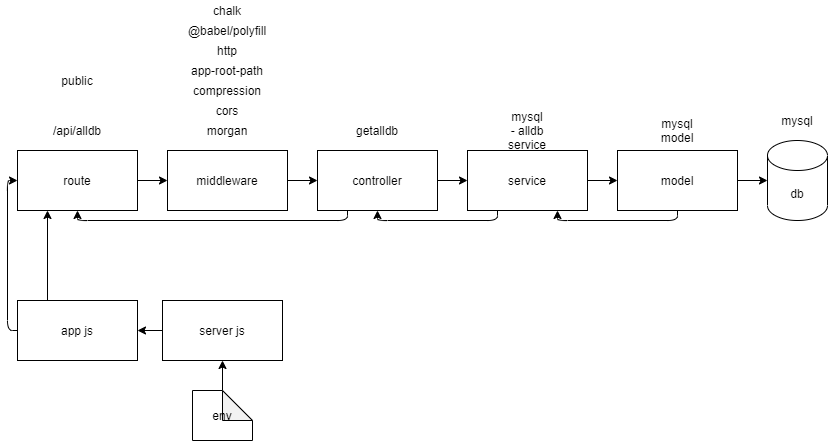 chalk
@babel/polyfill
http
app-root-path
compression
cors
morgan
public
/api/alldb
getalldb
mysql
- alldb
service
mysql
model
mysql
route
middleware
controller
service
model
db
app js
server js
env